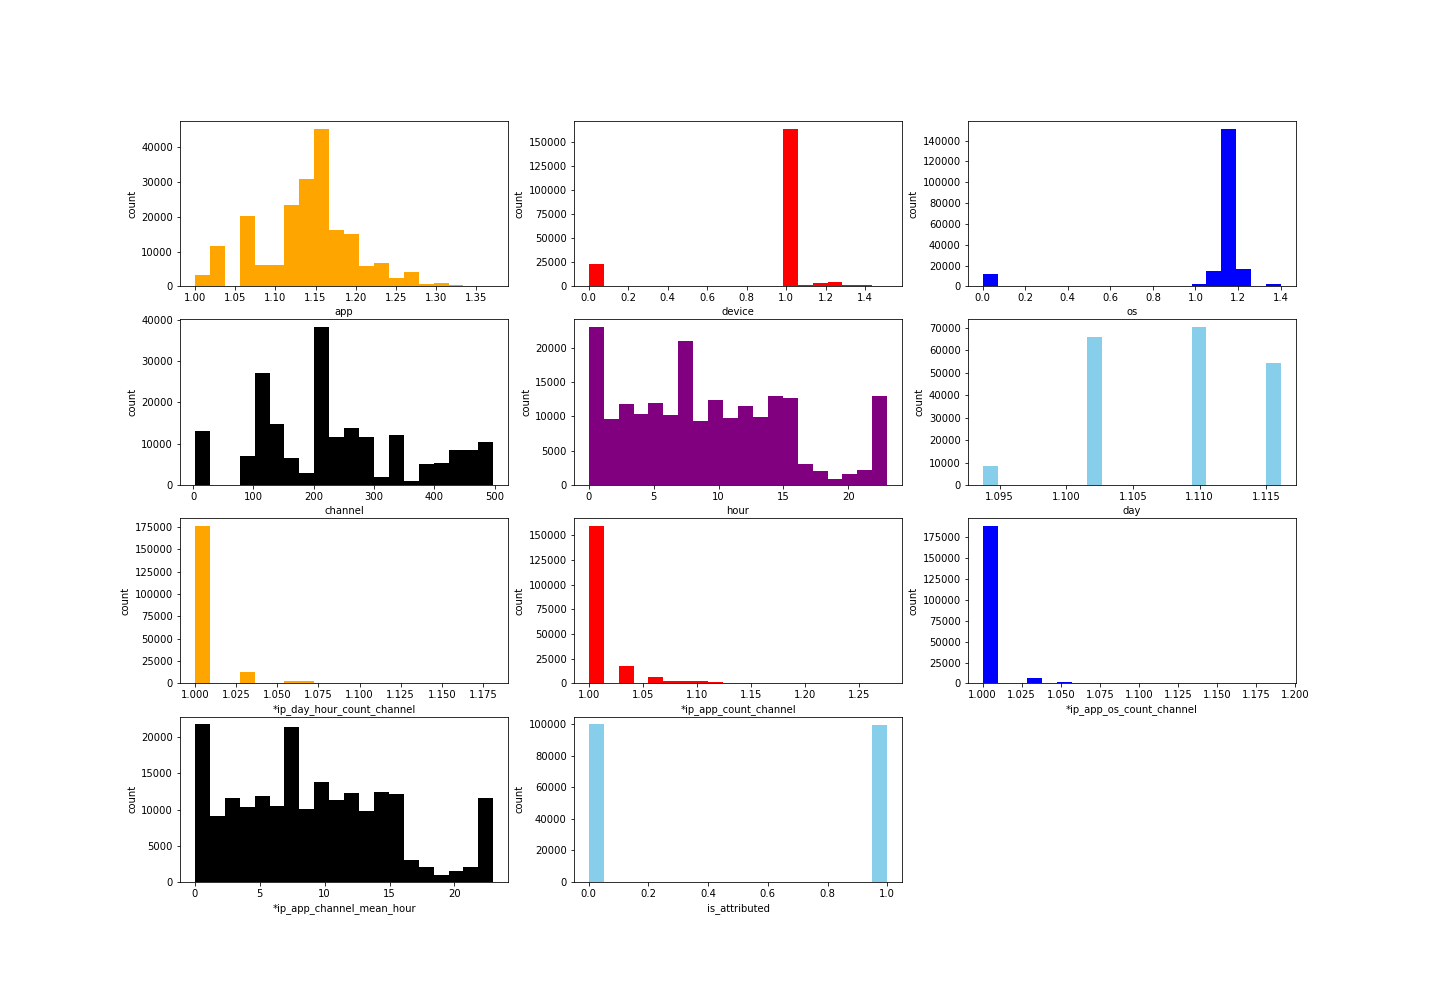 count
40000
30000
20000
10000
0
1.00 1.05 1.10 1.15 1.20 1.25 1.30 1.35
app
count
150000
125000
100000
75000
50000
25000
0
0.0 0.2 0.4 0.6 0.8 1.0 1.2 1.4
device
count
140000
120000
100000
80000
60000
40000
20000
0
0.0 0.2 0.4 0.6 0.8 1.0 1.2 1.4
os
count
40000
30000
20000
10000
0
0 100 200 300 400 500
channel
count
20000
15000
10000
5000
0
0 5 10 15 20
hour
count
70000
60000
50000
40000
30000
20000
10000
0
1.095 1.100 1.105 1.110 1.115
day
count
175000
150000
125000
100000
75000
50000
25000
0
1.000 1.025 1.050 1.075 1.100 1.125 1.150 1.175
*ip_day_hour_count_channel
count
150000
125000
100000
75000
50000
25000
0
1.00 1.05 1.10 1.15 1.20 1.25
*ip_app_count_channel
count
175000
150000
125000
100000
75000
50000
25000
0
1.000 1.025 1.050 1.075 1.100 1.125 1.150 1.175 1.200
*ip_app_os_count_channel
count
20000
15000
10000
5000
0
0 5 10 15 20
*ip_app_channel_mean_hour
count
100000
80000
60000
40000
20000
0
0.0 0.2 0.4 0.6 0.8 1.0
is_attributed